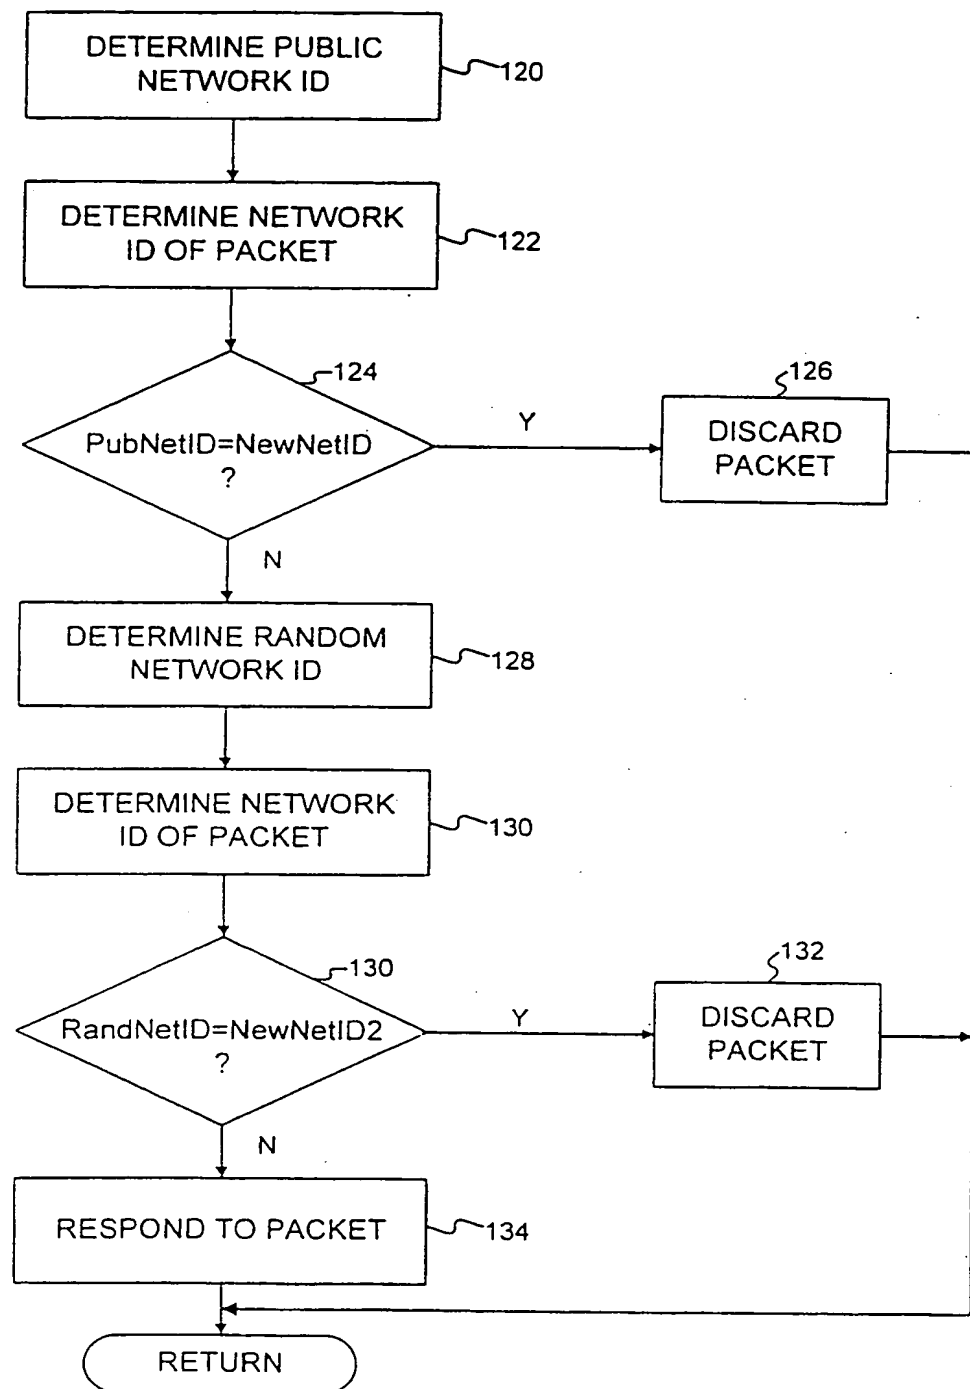 DETERMINE PUBLIC
NETWORK ID
120
DETERMINE NETWORK
ID OF PACKET
122
124
PubNetID=NewNetID
?
Y
126
DISCARD
PACKET
N
DETERMINE RANDOM
NETWORK ID
128
DETERMINE NETWORK
ID OF PACKET
130
130
RandNetID=NewNetID2
?
Y
132
DISCARD
PACKET
N
RESPOND TO PACKET
134
RETURN